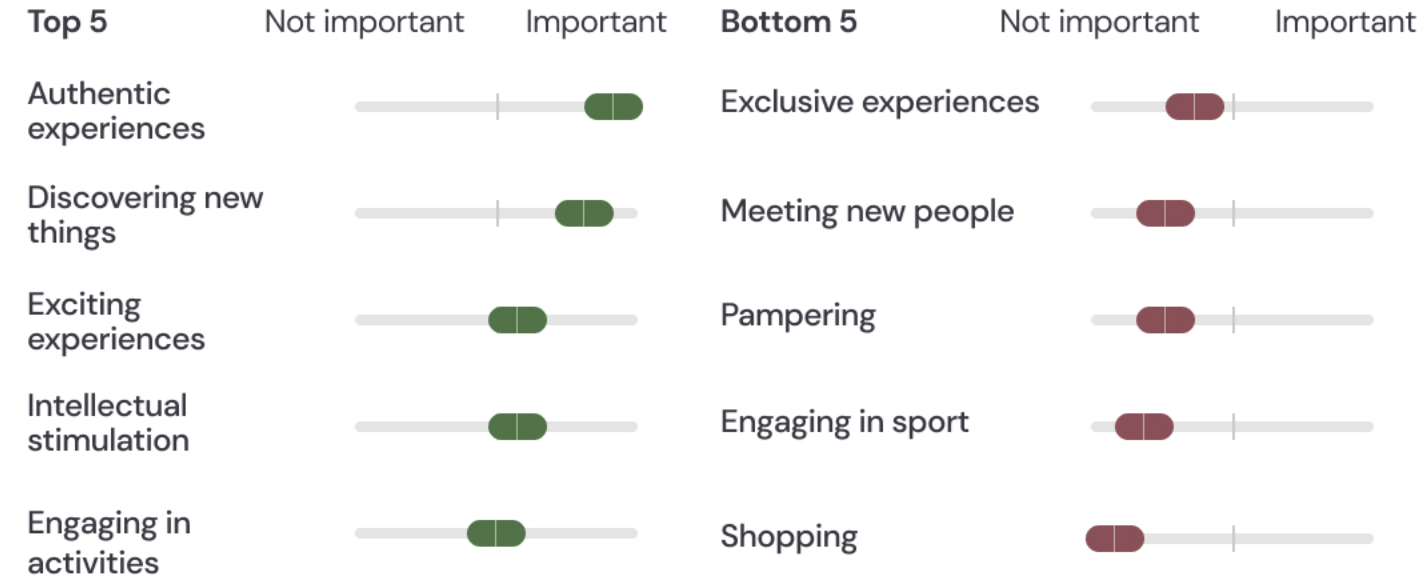 Top 5 Not important Important
Authentic
experiences
Discovering new
things
Exciting
experiences
Intellectual
stimulation
Engaging in
activities
Bottom 5 Not important Important
Exclusive experiences
Meeting new people
Pampering
Engaging in sport
Shopping